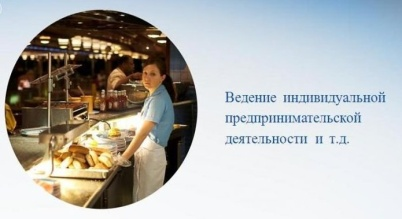 Ведение индивидуальной
предпринимательской
деятельности и т.д.